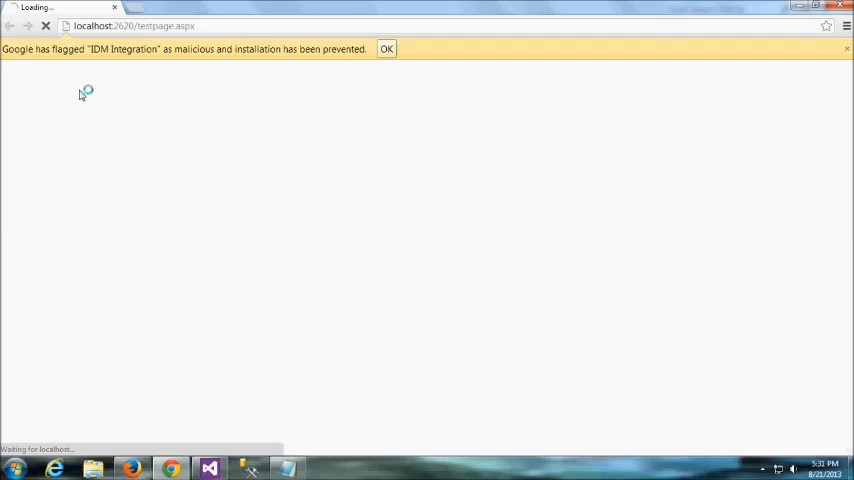 Loading...
localhost:2620/testpage.aspx
Google has flagged "IDM Integration" as malicious and installation has been prevented. OK
Waiting for localhost...
5:31 PM
8/21/2013